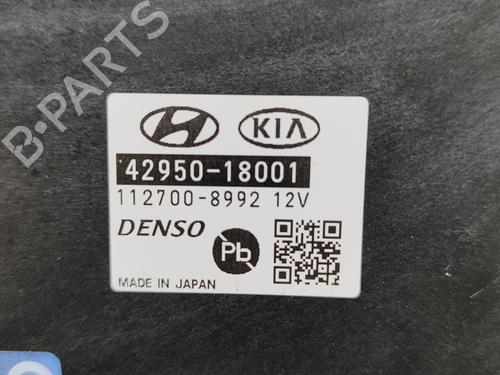 KIA
42950-18001
112700-8992 12V
DENSO
Pb
MADE IN JAPAN
B-PARTS